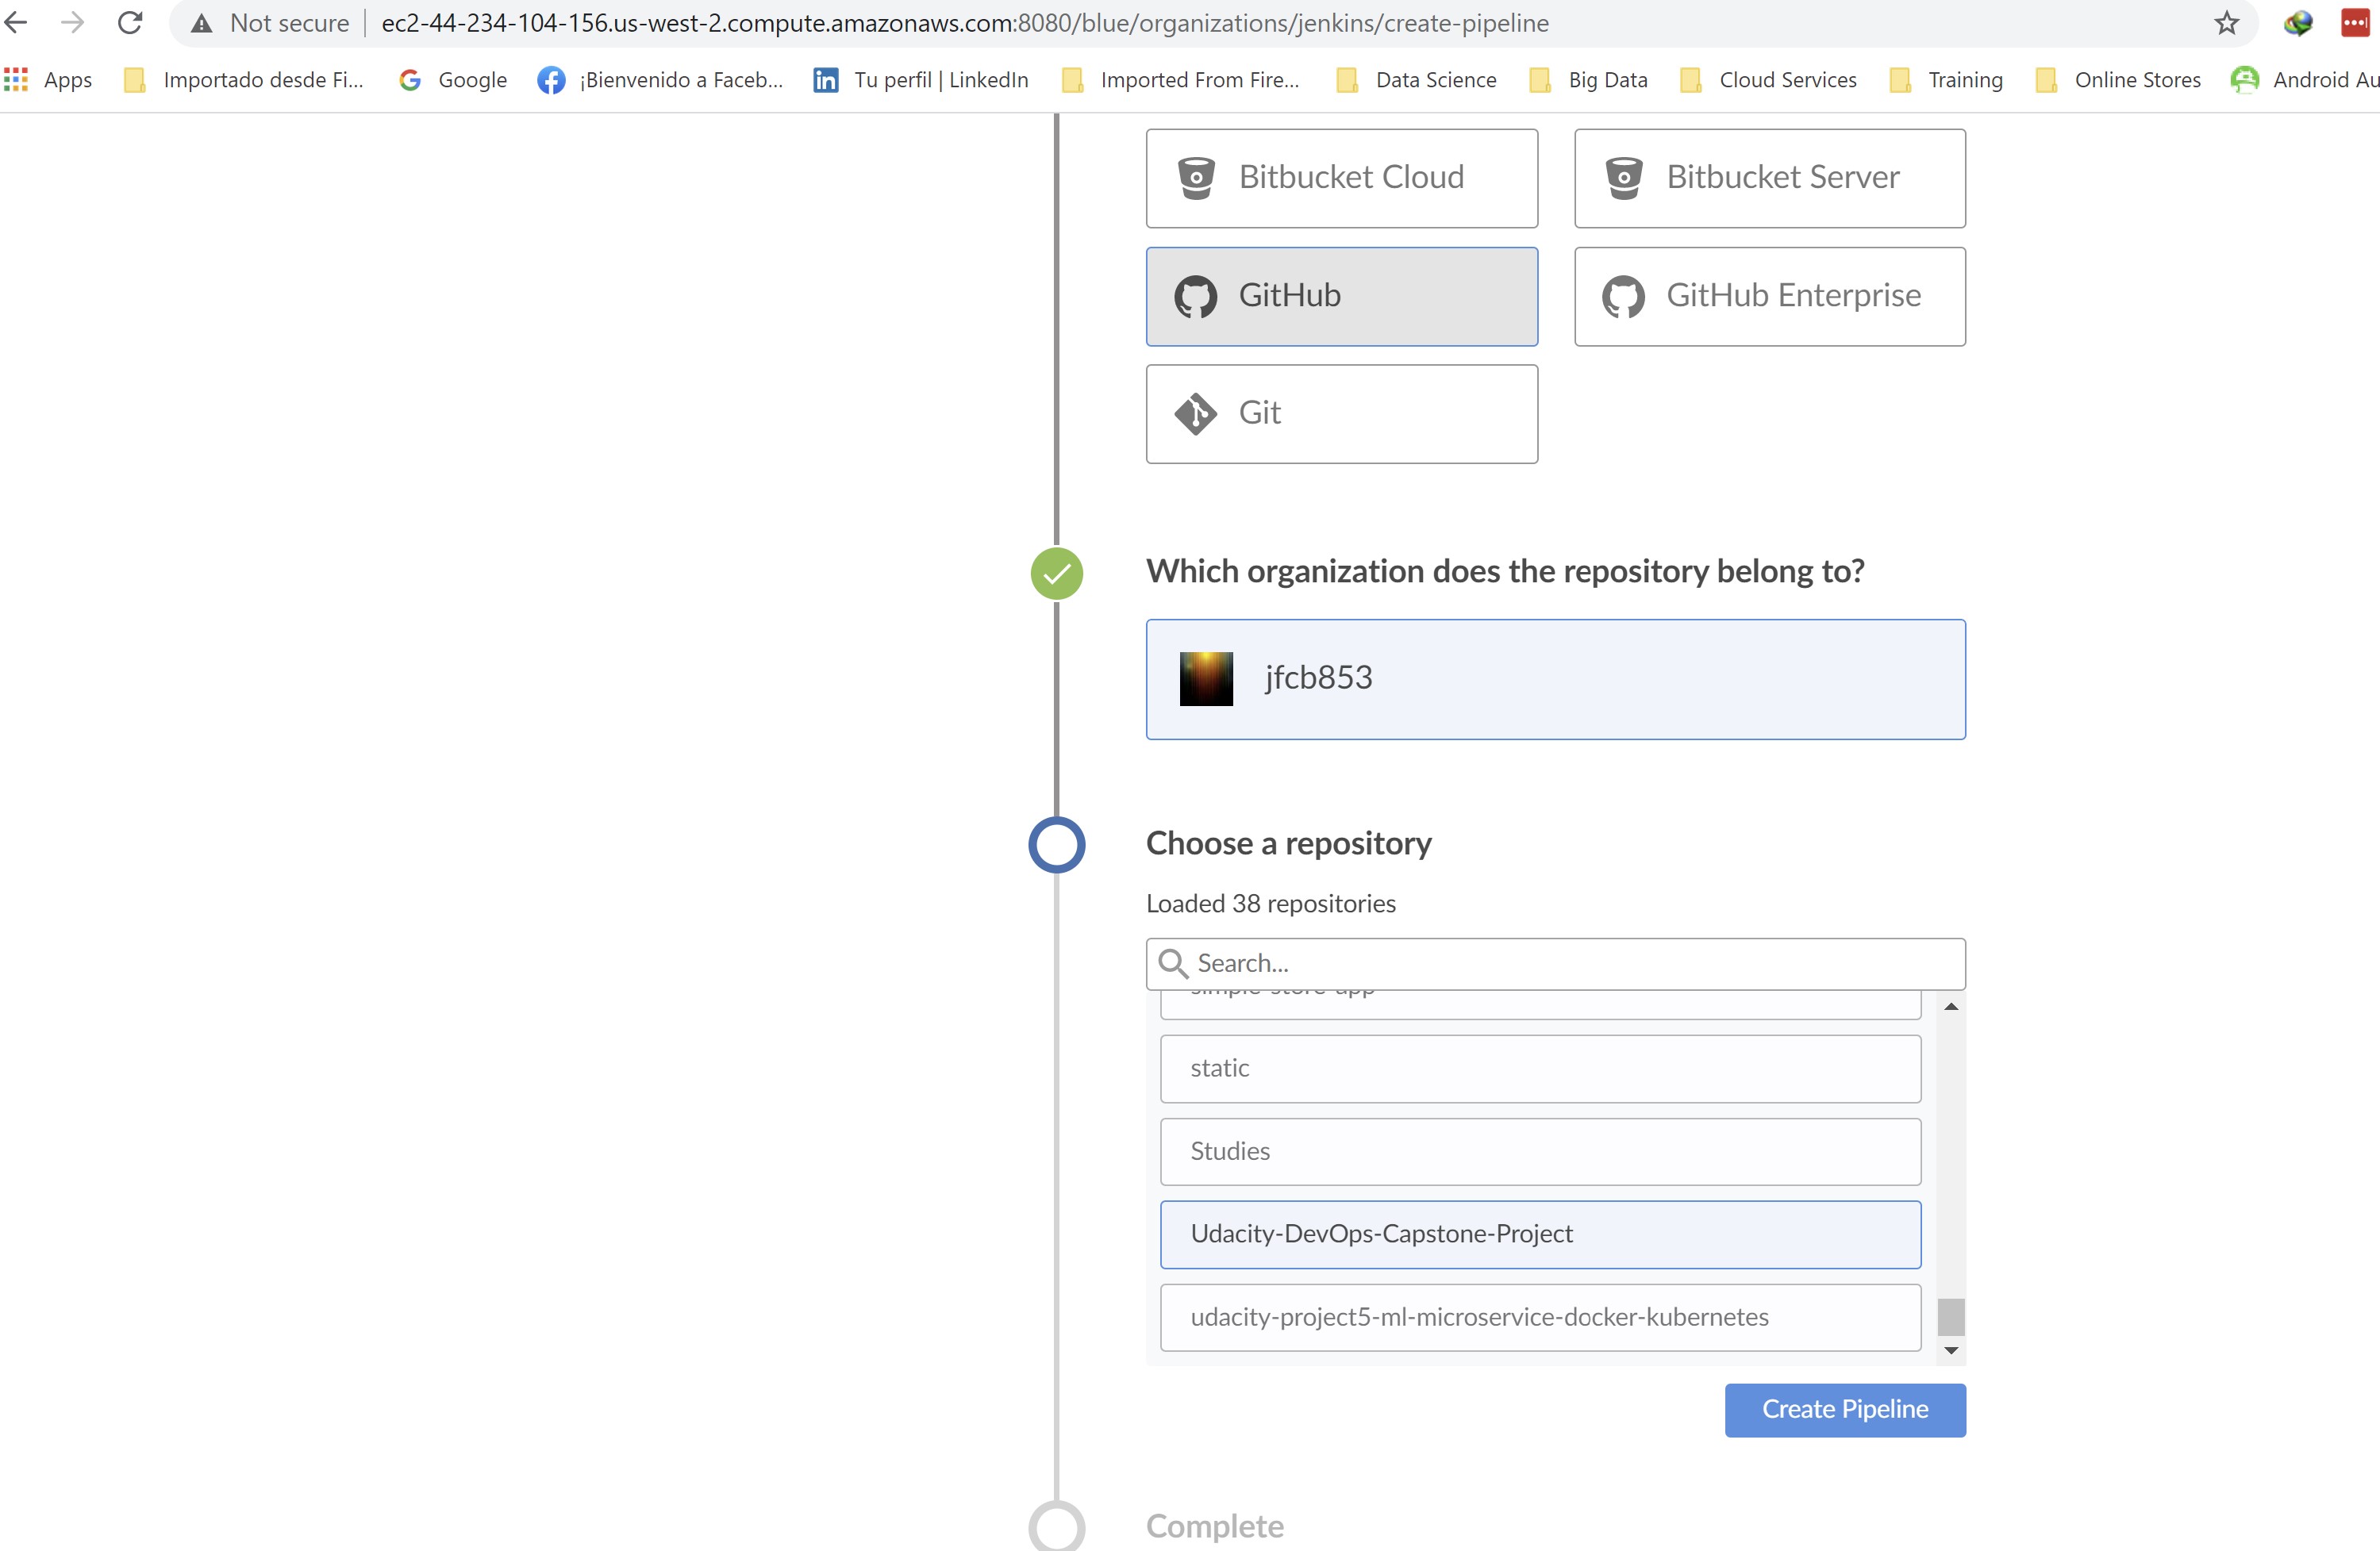 Not secure | ec2-44-234-104-156.us-west-2.compute.amazonaws.com:8080/blue/organizations/jenkins/create-pipeline
Apps Importado desde Fi... Google ¡Bienvenido a Faceb... Tu perfil | LinkedIn Imported From Fire... Data Science Big Data Cloud Services Training Online Stores Android Au
Bitbucket Cloud Bitbucket Server
GitHub GitHub Enterprise
Git
Which organization does the repository belong to?
jfcb853
Choose a repository
Loaded 38 repositories
Search...
simple-store-app
static
Studies
Udacity-DevOps-Capstone-Project
udacity-project5-ml-microservice-docker-kubernetes
Create Pipeline
Complete